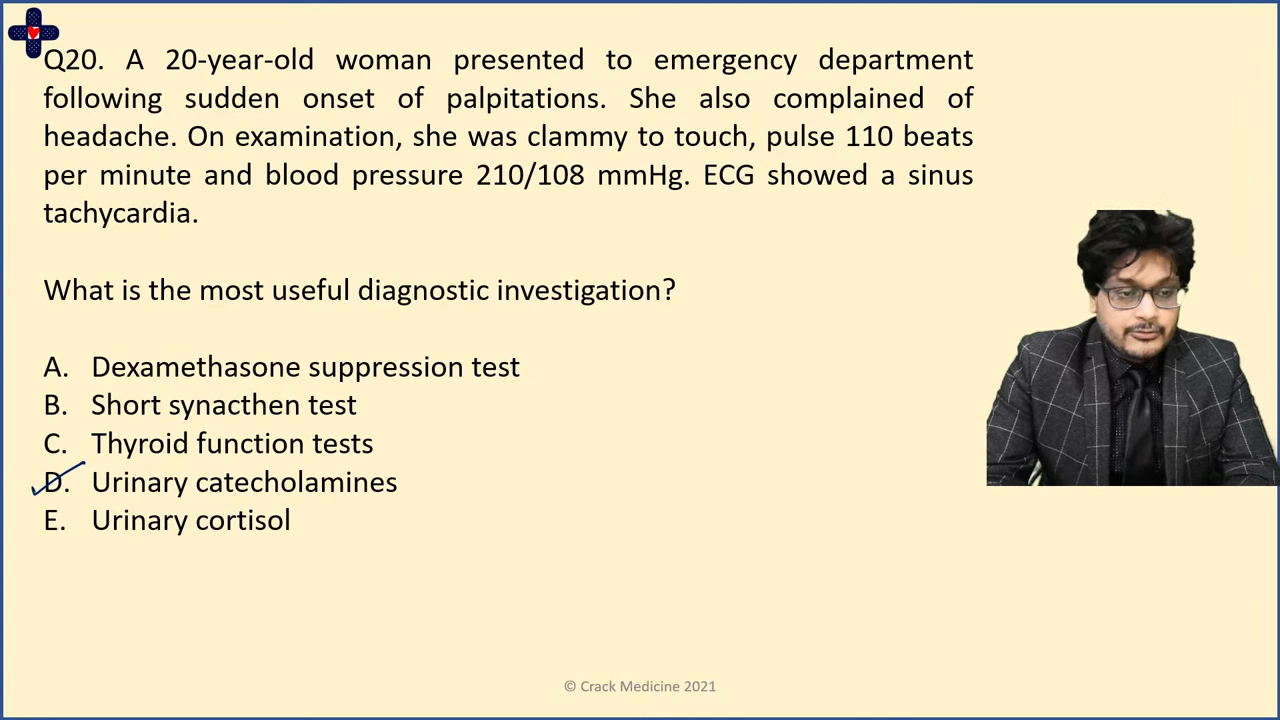 Q20. A 20-year-old woman presented to emergency department
following sudden onset of palpitations. She also complained of
headache. On examination, she was clammy to touch, pulse 110 beats
per minute and blood pressure 210/108 mmHg. ECG showed a sinus
tachycardia.
What is the most useful diagnostic investigation?
A. Dexamethasone suppression test
B. Short synacthen test
C. Thyroid function tests
D. Urinary catecholamines
E. Urinary cortisol
© Crack Medicine 2021